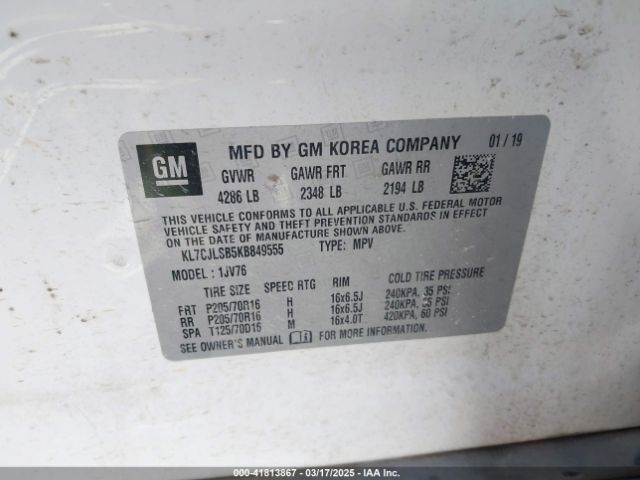 GM
MFD BY GM KOREA COMPANY 01/19
GVWR GAWR FRT GAWR RR
4286 LB 2348 LB 2194 LB
THIS VEHICLE CONFORMS TO ALL APPLICABLE U.S. FEDERAL MOTOR
VEHICLE SAFETY AND THEFT PREVENTION STANDARDS IN EFFECT
ON THE DATE OF MANUFACTURE SHOWN ABOVE.
KL7CJLSB5KB849555 TYPE: MPV
MODEL: 1JV76
TIRE SIZE SPEED RTG RIM COLD TIRE PRESSURE
FRT P205/70R16 H 16x6.5J 240KPA, 35 PSI
RR P205/70R16 H 16x6.5J 240KPA, 35 PSI
SPA T125/70D16 M 16x4.0T 420KPA, 60 PSI
SEE OWNER'S MANUAL FOR MORE INFORMATION.
000-41813867 — 03/17/2025 — IAA Inc.